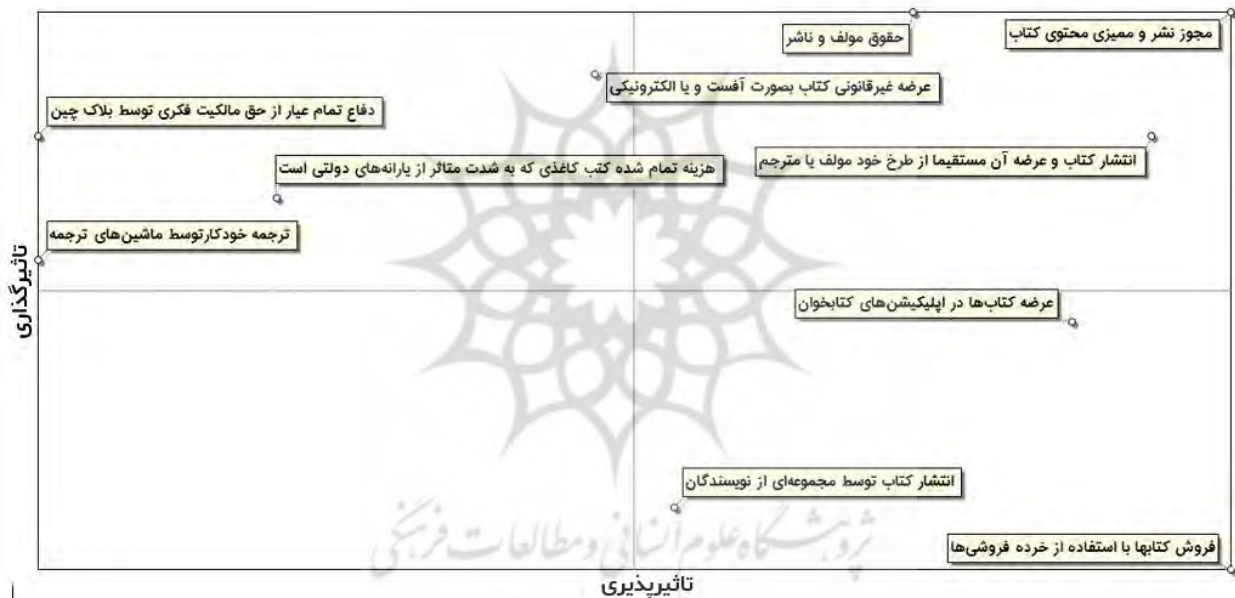 مجوز نشر و ممیزی محتوی کتاب
حقوق مولف و ناشر
عرضه غیرقانونی کتاب بصورت آفست و یا الکترونیکی
دفاع تمام عیار از حق مالکیت فکری توسط بلاک چین
انتشار کتاب و عرضه آن مستقیما از طرخ خود مولف یا مترجم
هزینه تمام شده کتب کاغذی که به شدت متاثر از یارانه‌های دولتی است
ترجمه خودکارتوسط ماشین‌های ترجمه
تاثیرگذاری
عرضه کتاب‌ها در اپلیکیشن‌های کتابخوان
انتشار کتاب توسط مجموعه‌ای از نویسندگان
پژوهشگاه علوم انسانی و مطالعات فرهنگی
فروش کتابها با استفاده از خرده فروشی‌ها
تاثیرپذیری